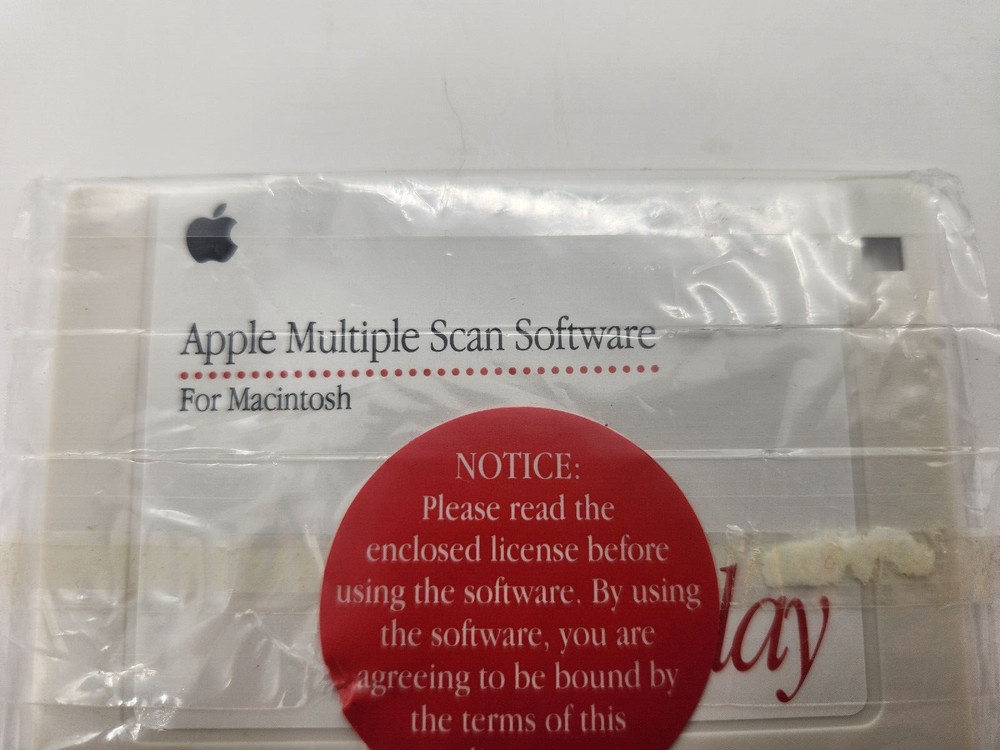 Apple Multiple Scan Software
For Macintosh
NOTICE:
Please read the
enclosed license before
using the software. By using
the software, you are
agreeing to be bound by
the terms of this
lay